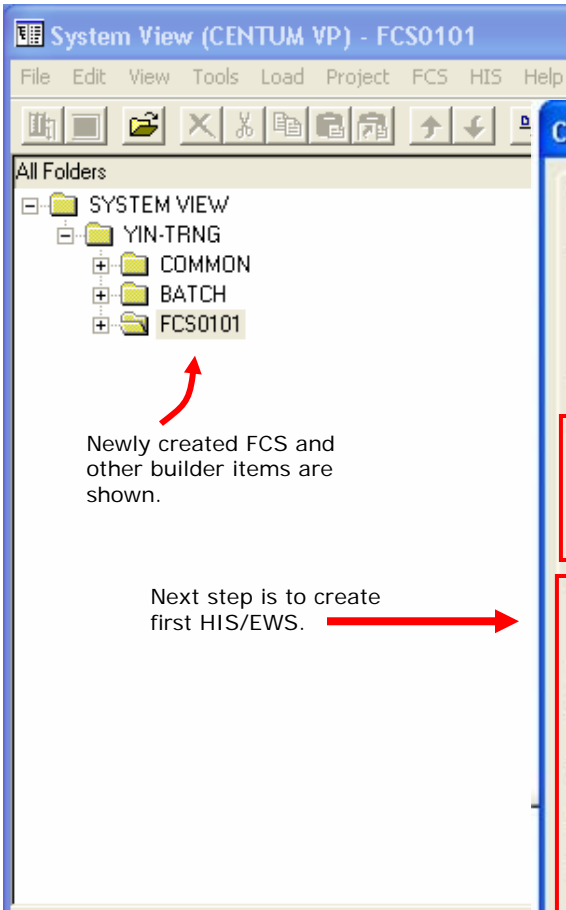 System View (CENTUM VP) - FCS0101
File Edit View Tools Load Project FCS HIS Help
All Folders
SYSTEM VIEW
YIN-TRNG
COMMON
BATCH
FCS0101
Newly created FCS and
other builder items are
shown.
Next step is to create
first HIS/EWS.